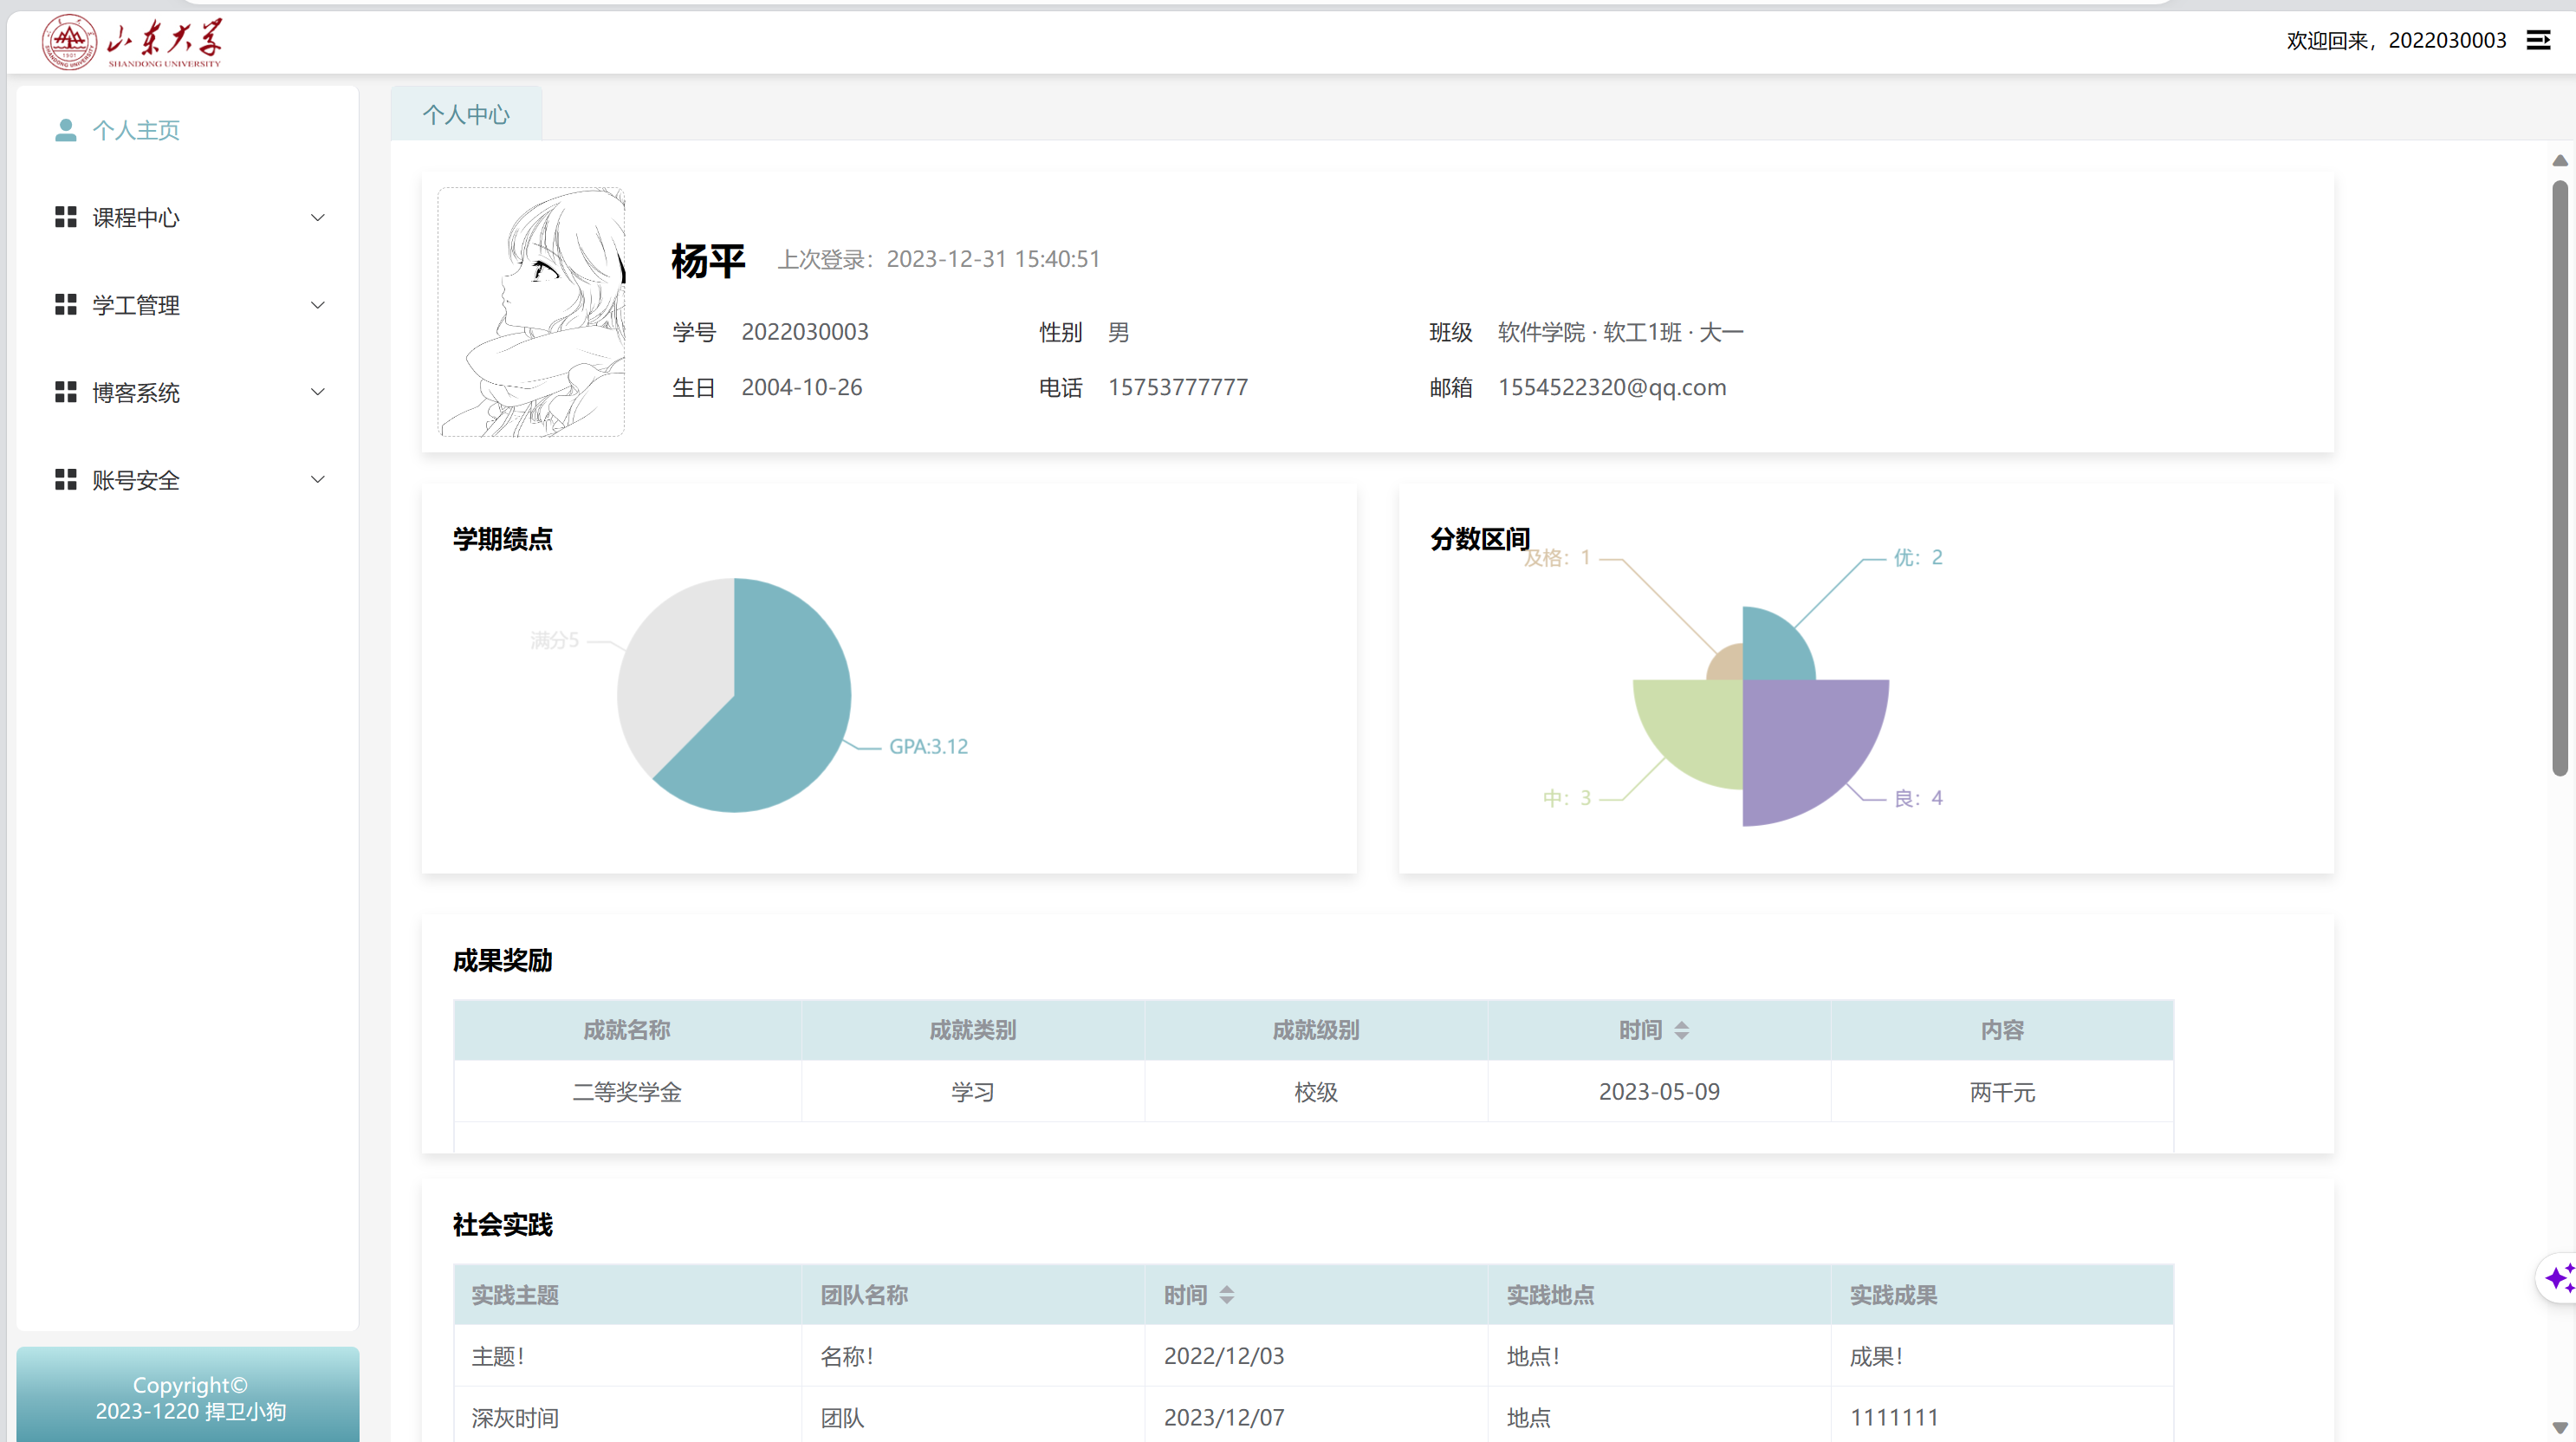 山东大学
SHANDONG UNIVERSITY
欢迎回来，2022030003
个人主页
课程中心
学工管理
博客系统
账号安全
Copyright©
2023-1220 捍卫小狗
个人中心
杨平 上次登录：2023-12-31 15:40:51
学号 2022030003 性别 男 班级 软件学院 · 软工1班 · 大一
生日 2004-10-26 电话 15753777777 邮箱 1554522320@qq.com
学期绩点
满分5
GPA:3.12
分数区间
及格：1
优：2
中：3
良：4
成果奖励
成就名称 成就类别 成就级别 时间 内容
二等奖学金 学习 校级 2023-05-09 两千元
社会实践
实践主题 团队名称 时间 实践地点 实践成果
主题！ 名称！ 2022/12/03 地点！ 成果！
深灰时间 团队 2023/12/07 地点 1111111